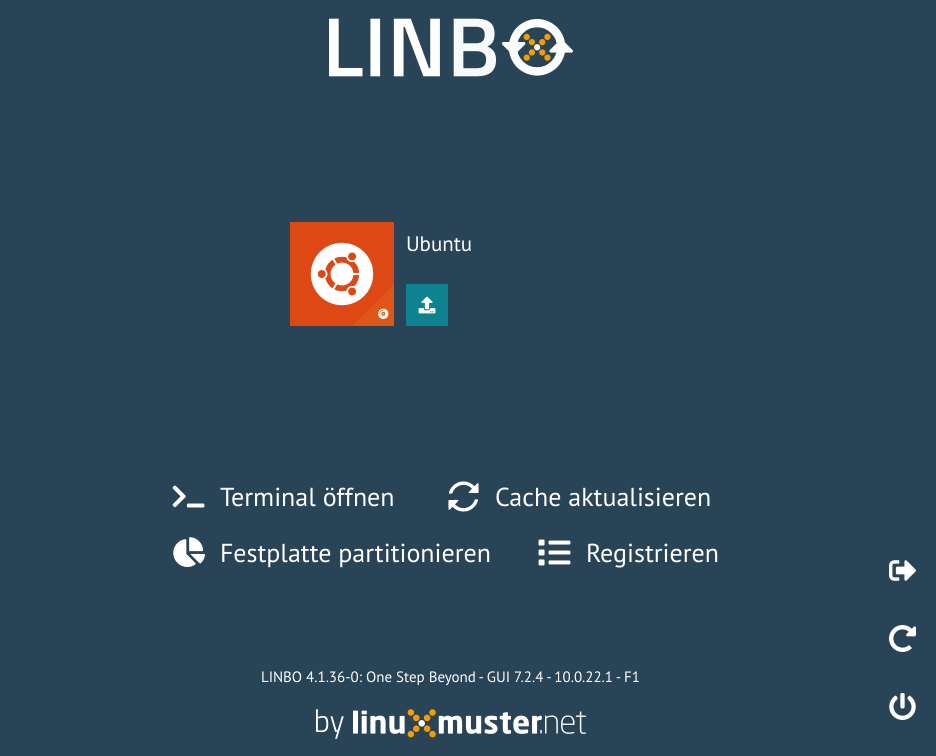 LINBO
Ubuntu
Terminal öffnen Cache aktualisieren
Festplatte partitionieren Registrieren
LINBO 4.1.36-0: One Step Beyond - GUI 7.2.4 - 10.0.22.1 - F1
by linuxmuster.net